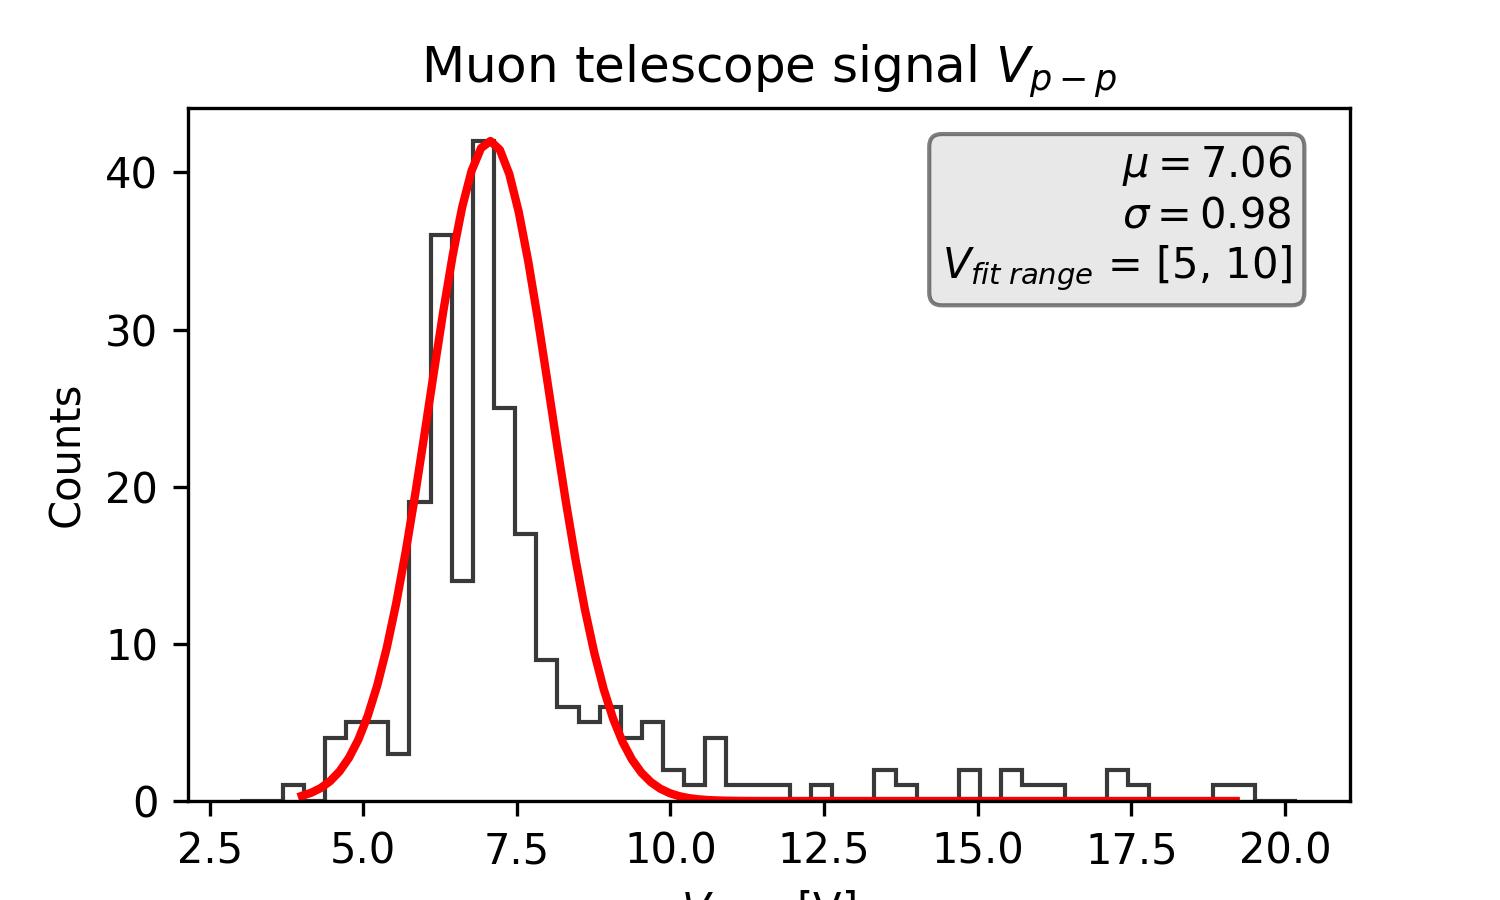 Muon telescope signal V_{p-p}
μ = 7.06
σ = 0.98
V_{fit range} = [5, 10]
Counts
40
30
20
10
0
2.5 5.0 7.5 10.0 12.5 15.0 17.5 20.0